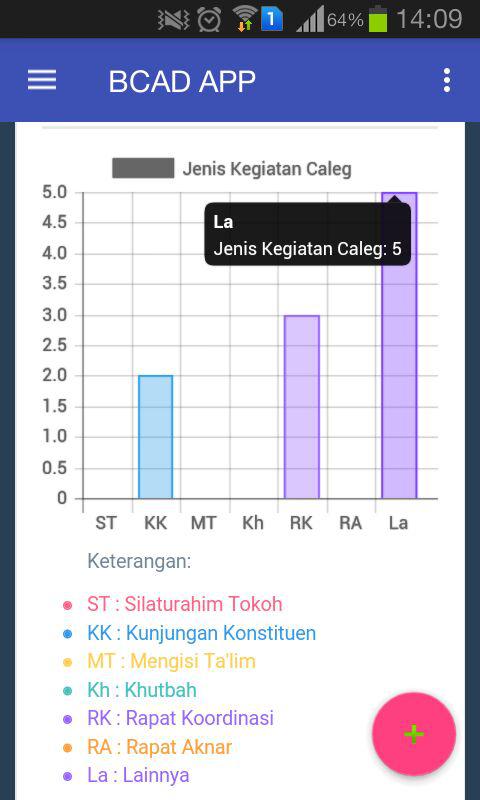 1 64% 14:09
BCAD APP
Jenis Kegiatan Caleg
5.0
La
4.5
Jenis Kegiatan Caleg: 5
4.0
3.5
3.0
2.5
2.0
1.5
1.0
0.5
0
ST KK MT Kh RK RA La
Keterangan:
ST : Silaturahim Tokoh
KK : Kunjungan Konstituen
MT : Mengisi Ta'lim
Kh : Khutbah
RK : Rapat Koordinasi
RA : Rapat Aknar
La : Lainnya